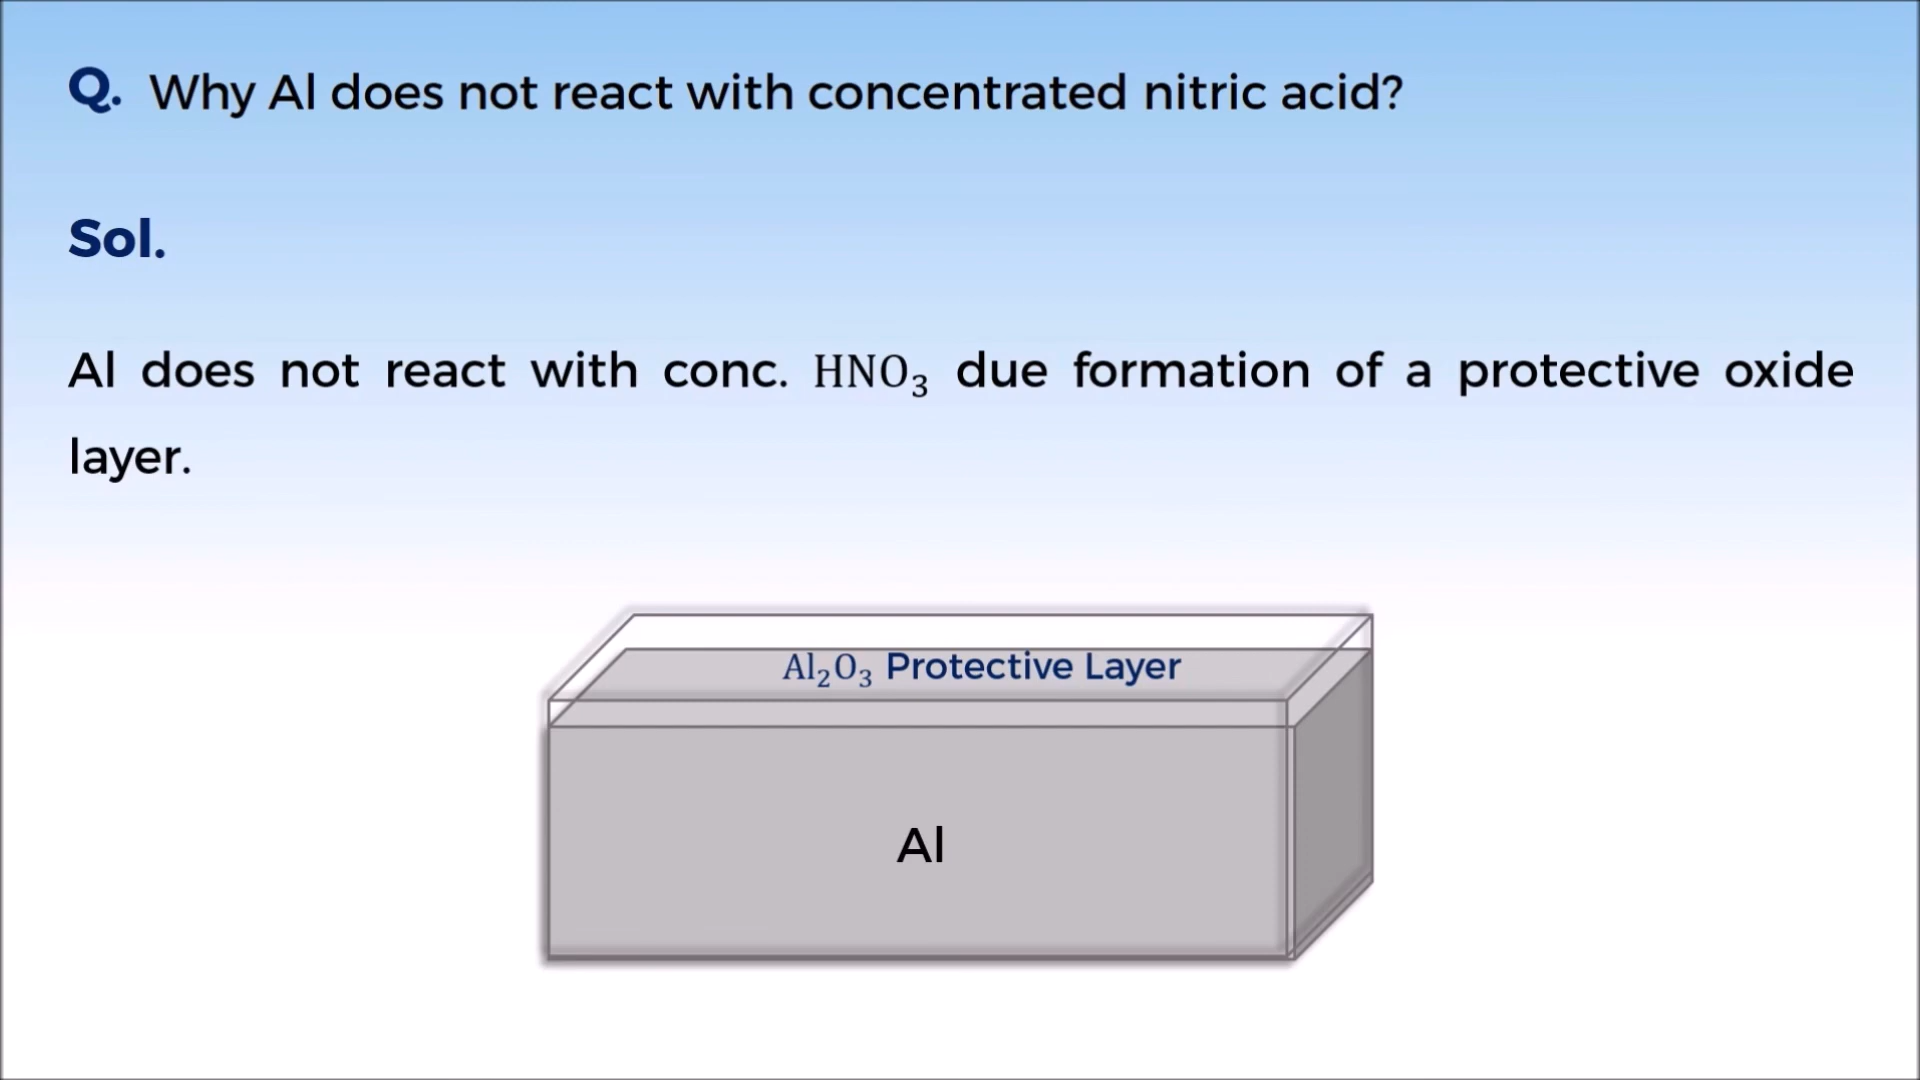 Q. Why Al does not react with concentrated nitric acid?
Sol.
Al does not react with conc. HNO₃ due formation of a protective oxide
layer.
Al₂O₃ Protective Layer
Al